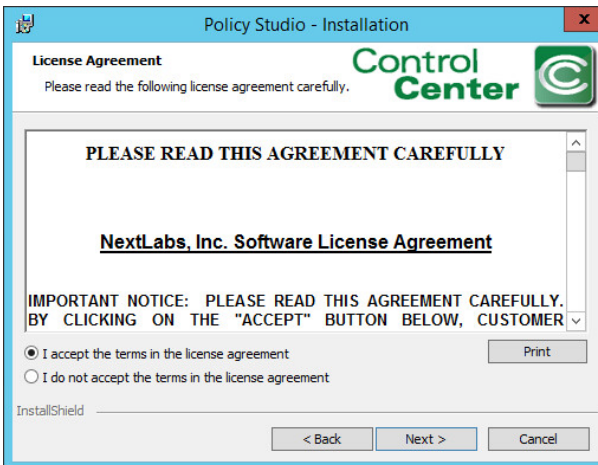 Policy Studio - Installation
x
License Agreement
Please read the following license agreement carefully.
Control
Center
PLEASE READ THIS AGREEMENT CAREFULLY
NextLabs, Inc. Software License Agreement
IMPORTANT NOTICE: PLEASE READ THIS AGREEMENT CAREFULLY.
BY CLICKING ON THE "ACCEPT" BUTTON BELOW, CUSTOMER
I accept the terms in the license agreement
Print
I do not accept the terms in the license agreement
InstallShield
< Back Next > Cancel